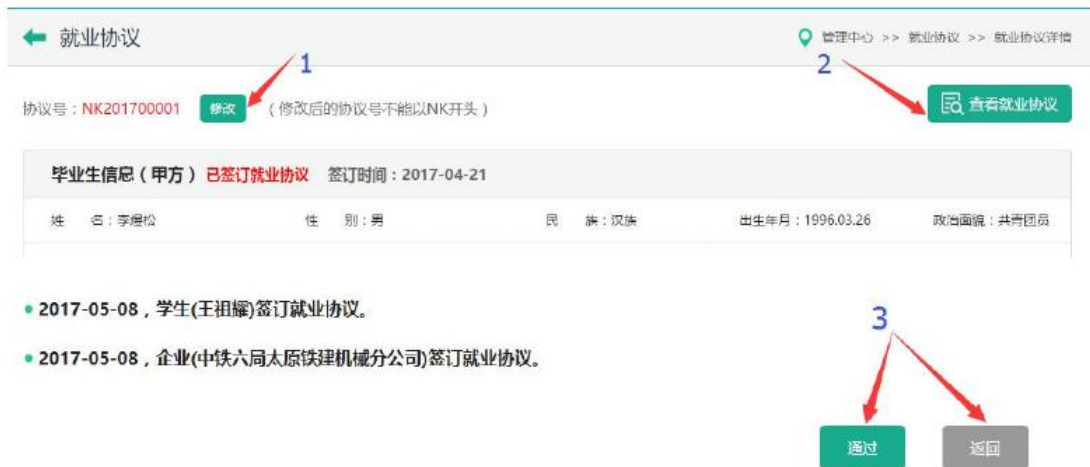 就业协议
管理中心 >> 就业协议 >> 就业协议详情
1
2
协议号：NK201700001 修改 （修改后的协议号不能以NK开头）
查看就业协议
毕业生信息（甲方） 已签订就业协议 签订时间：2017-04-21
姓 名：李煜松 性 别：男 民 族：汉族 出生年月：1996.03.26 政治面貌：共青团员
2017-05-08，学生(王祖耀)签订就业协议。
3
2017-05-08，企业(中铁六局太原铁建机械分公司)签订就业协议。
通过 返回